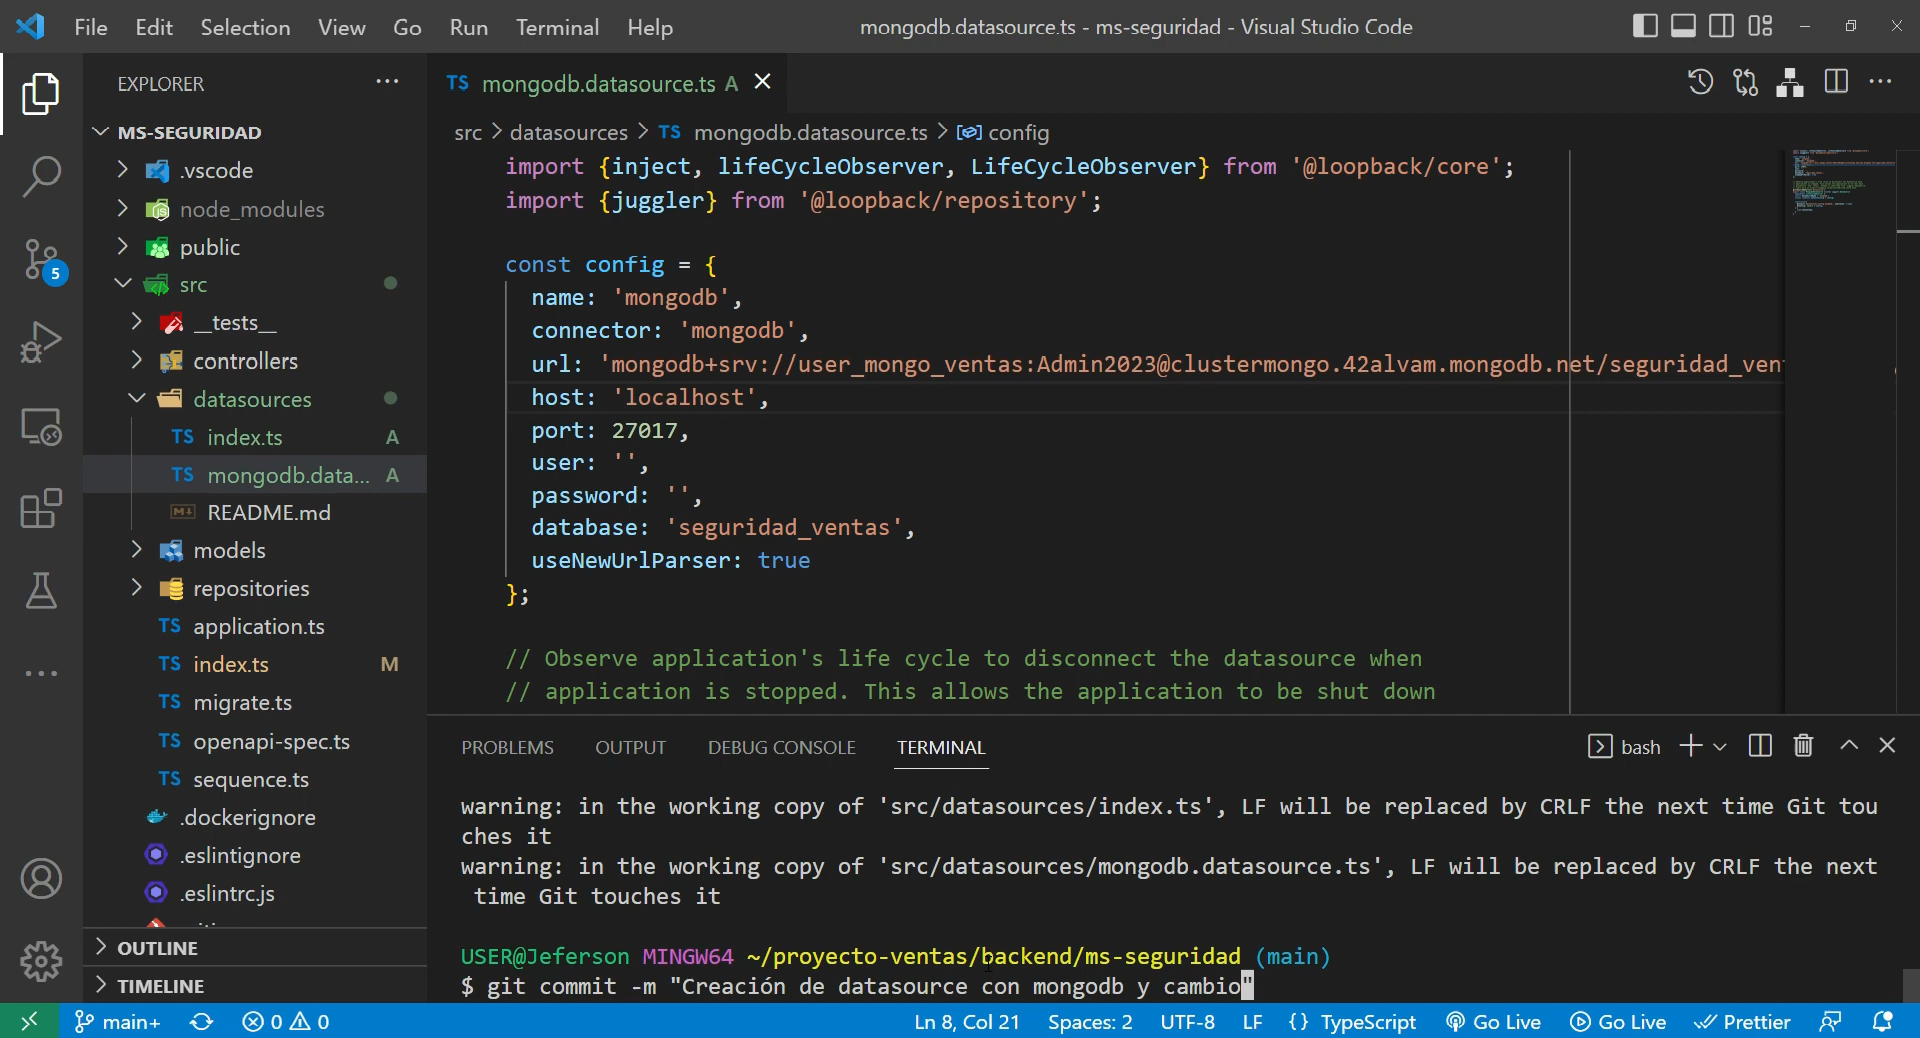 File Edit Selection View Go Run Terminal Help
mongodb.datasource.ts - ms-seguridad - Visual Studio Code
EXPLORER
MS-SEGURIDAD
.vscode
node_modules
public
src
__tests__
controllers
datasources
TS index.ts A
TS mongodb.data... A
README.md
models
repositories
TS application.ts
TS index.ts M
TS migrate.ts
TS openapi-spec.ts
TS sequence.ts
.dockerignore
.eslintignore
.eslintrc.js
OUTLINE
TIMELINE
5
TS mongodb.datasource.ts A
src > datasources > TS mongodb.datasource.ts > config
import {inject, lifeCycleObserver, LifeCycleObserver} from '@loopback/core';
import {juggler} from '@loopback/repository';
const config = {
name: 'mongodb',
connector: 'mongodb',
url: 'mongodb+srv://user_mongo_ventas:Admin2023@clustermongo.42alvam.mongodb.net/seguridad_ven
host: 'localhost',
port: 27017,
user: '',
password: '',
database: 'seguridad_ventas',
useNewUrlParser: true
};
// Observe application's life cycle to disconnect the datasource when
// application is stopped. This allows the application to be shut down
PROBLEMS OUTPUT DEBUG CONSOLE TERMINAL
bash
warning: in the working copy of 'src/datasources/index.ts', LF will be replaced by CRLF the next time Git tou
ches it
warning: in the working copy of 'src/datasources/mongodb.datasource.ts', LF will be replaced by CRLF the next
time Git touches it
USER@Jeferson MINGW64 ~/proyecto-ventas/backend/ms-seguridad (main)
$ git commit -m "Creación de datasource con mongodb y cambio"
main+ 0 0
Ln 8, Col 21 Spaces: 2 UTF-8 LF {} TypeScript Go Live Go Live Prettier